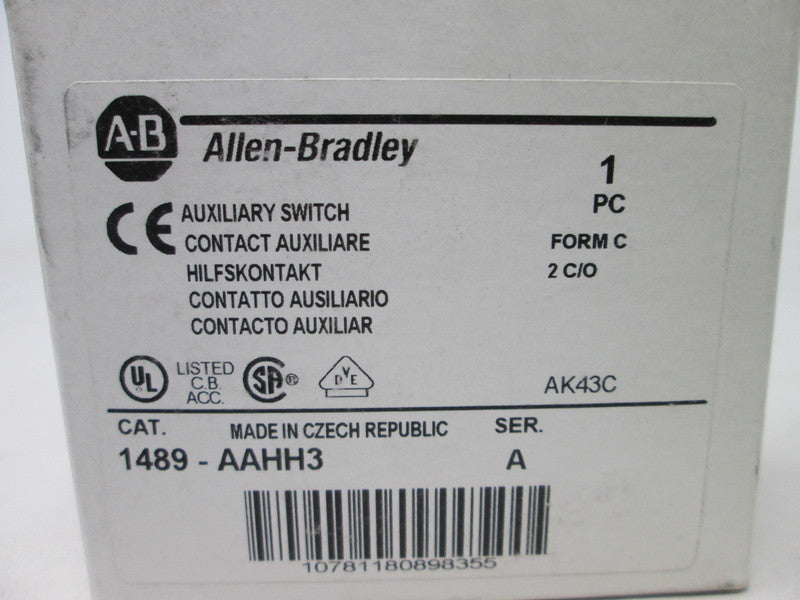 A-B Allen-Bradley
1
PC
CE AUXILIARY SWITCH
CONTACT AUXILIARE FORM C
HILFSKONTAKT 2 C/O
CONTATTO AUSILIARIO
CONTACTO AUXILIAR
UL LISTED
C.B.
ACC.
SA
DVE
AK43C
CAT. MADE IN CZECH REPUBLIC SER.
1489 - AAHH3 A
10781180898355